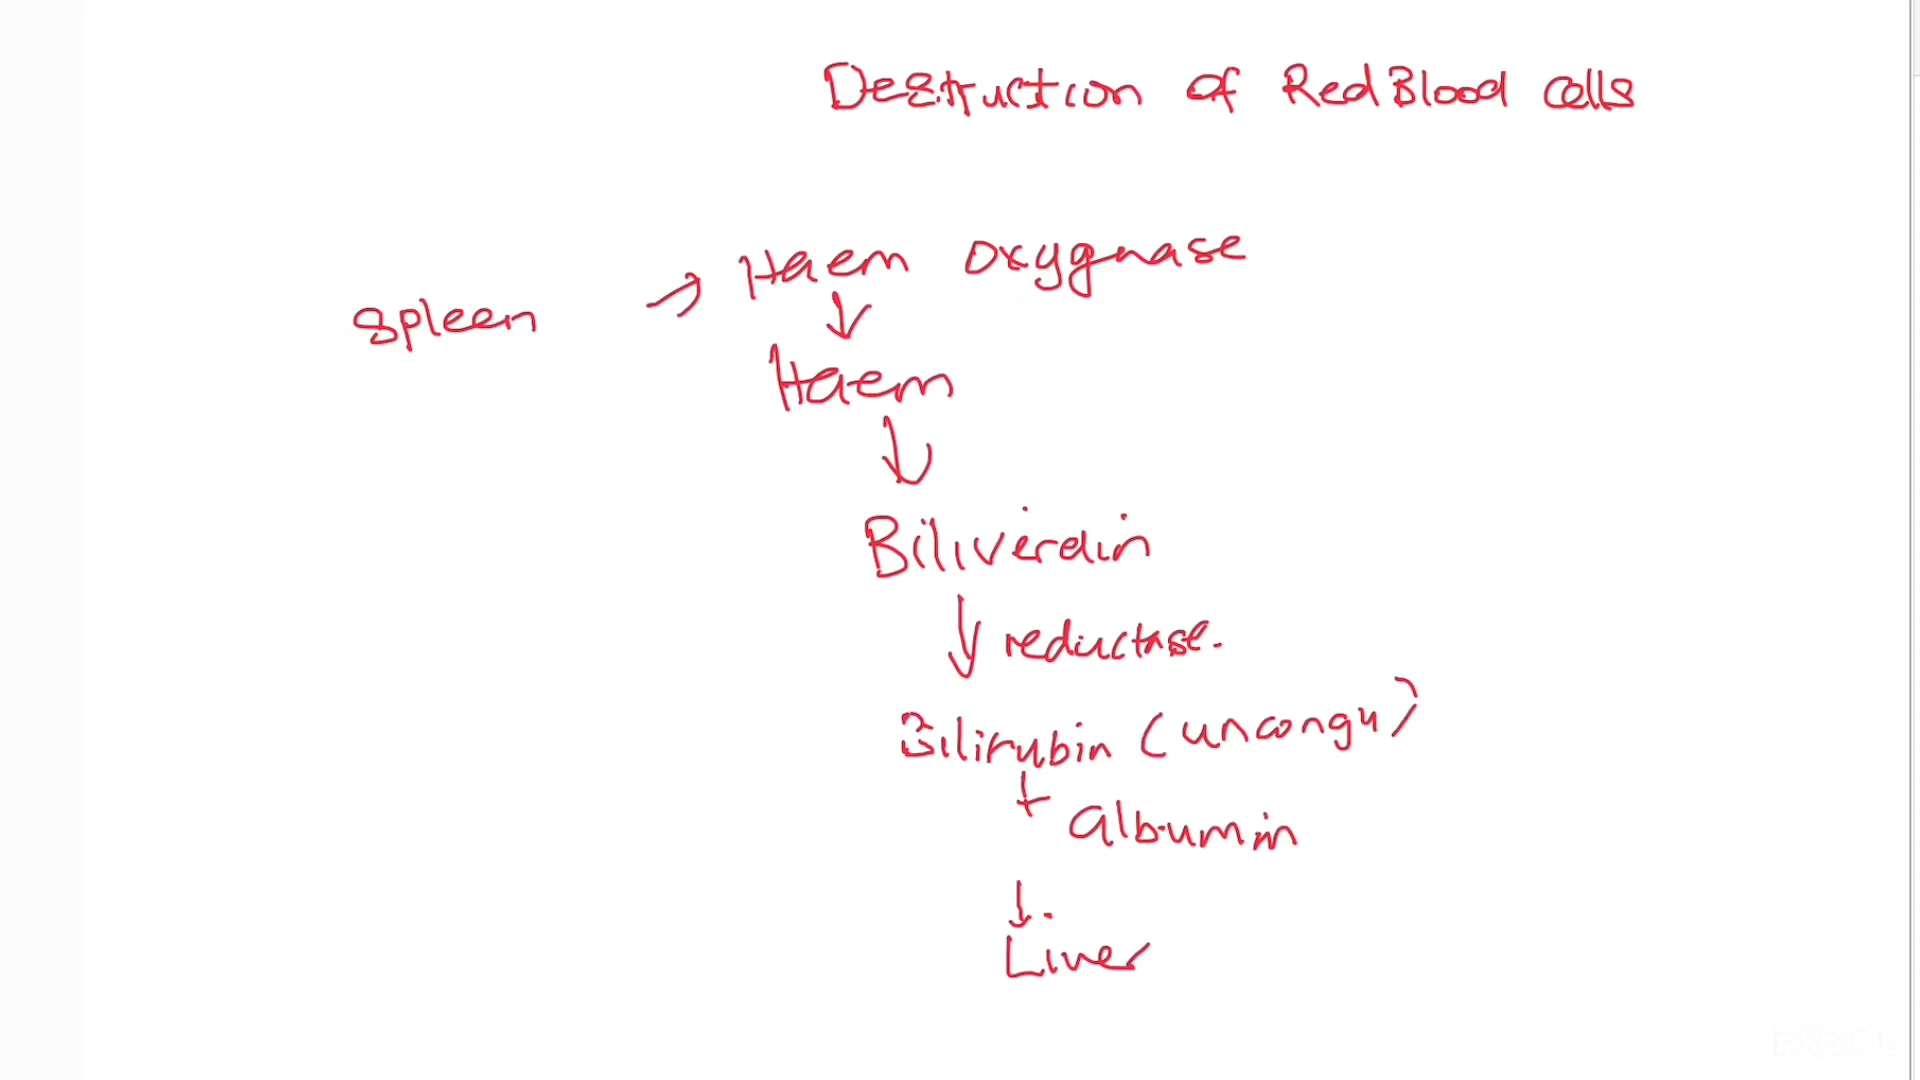 Destruction of Red Blood cells
Haem oxygnase
spleen →
↓
Haem
↓
Biliverdin
↓ reductase.
Bilirubin (uncongu)
+ albumin
↓.
Liver